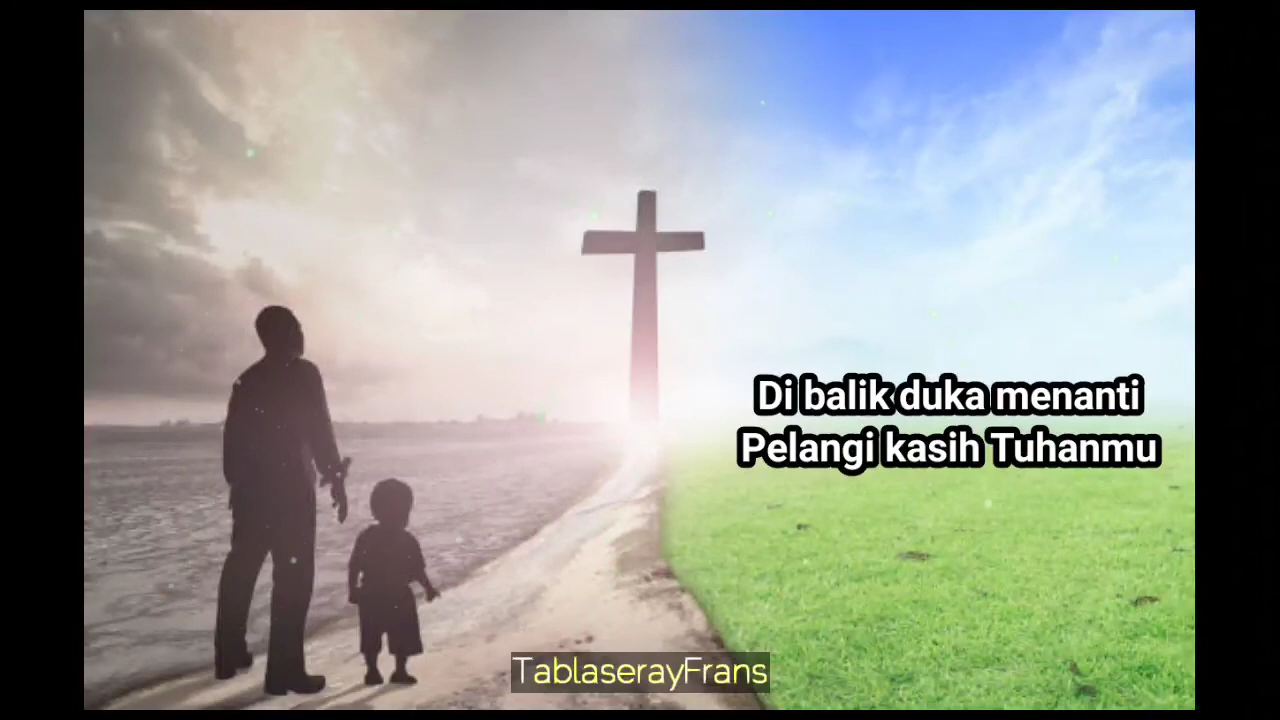 Di balik duka menanti
Pelangi kasih Tuhanmu
TablaserayFrans